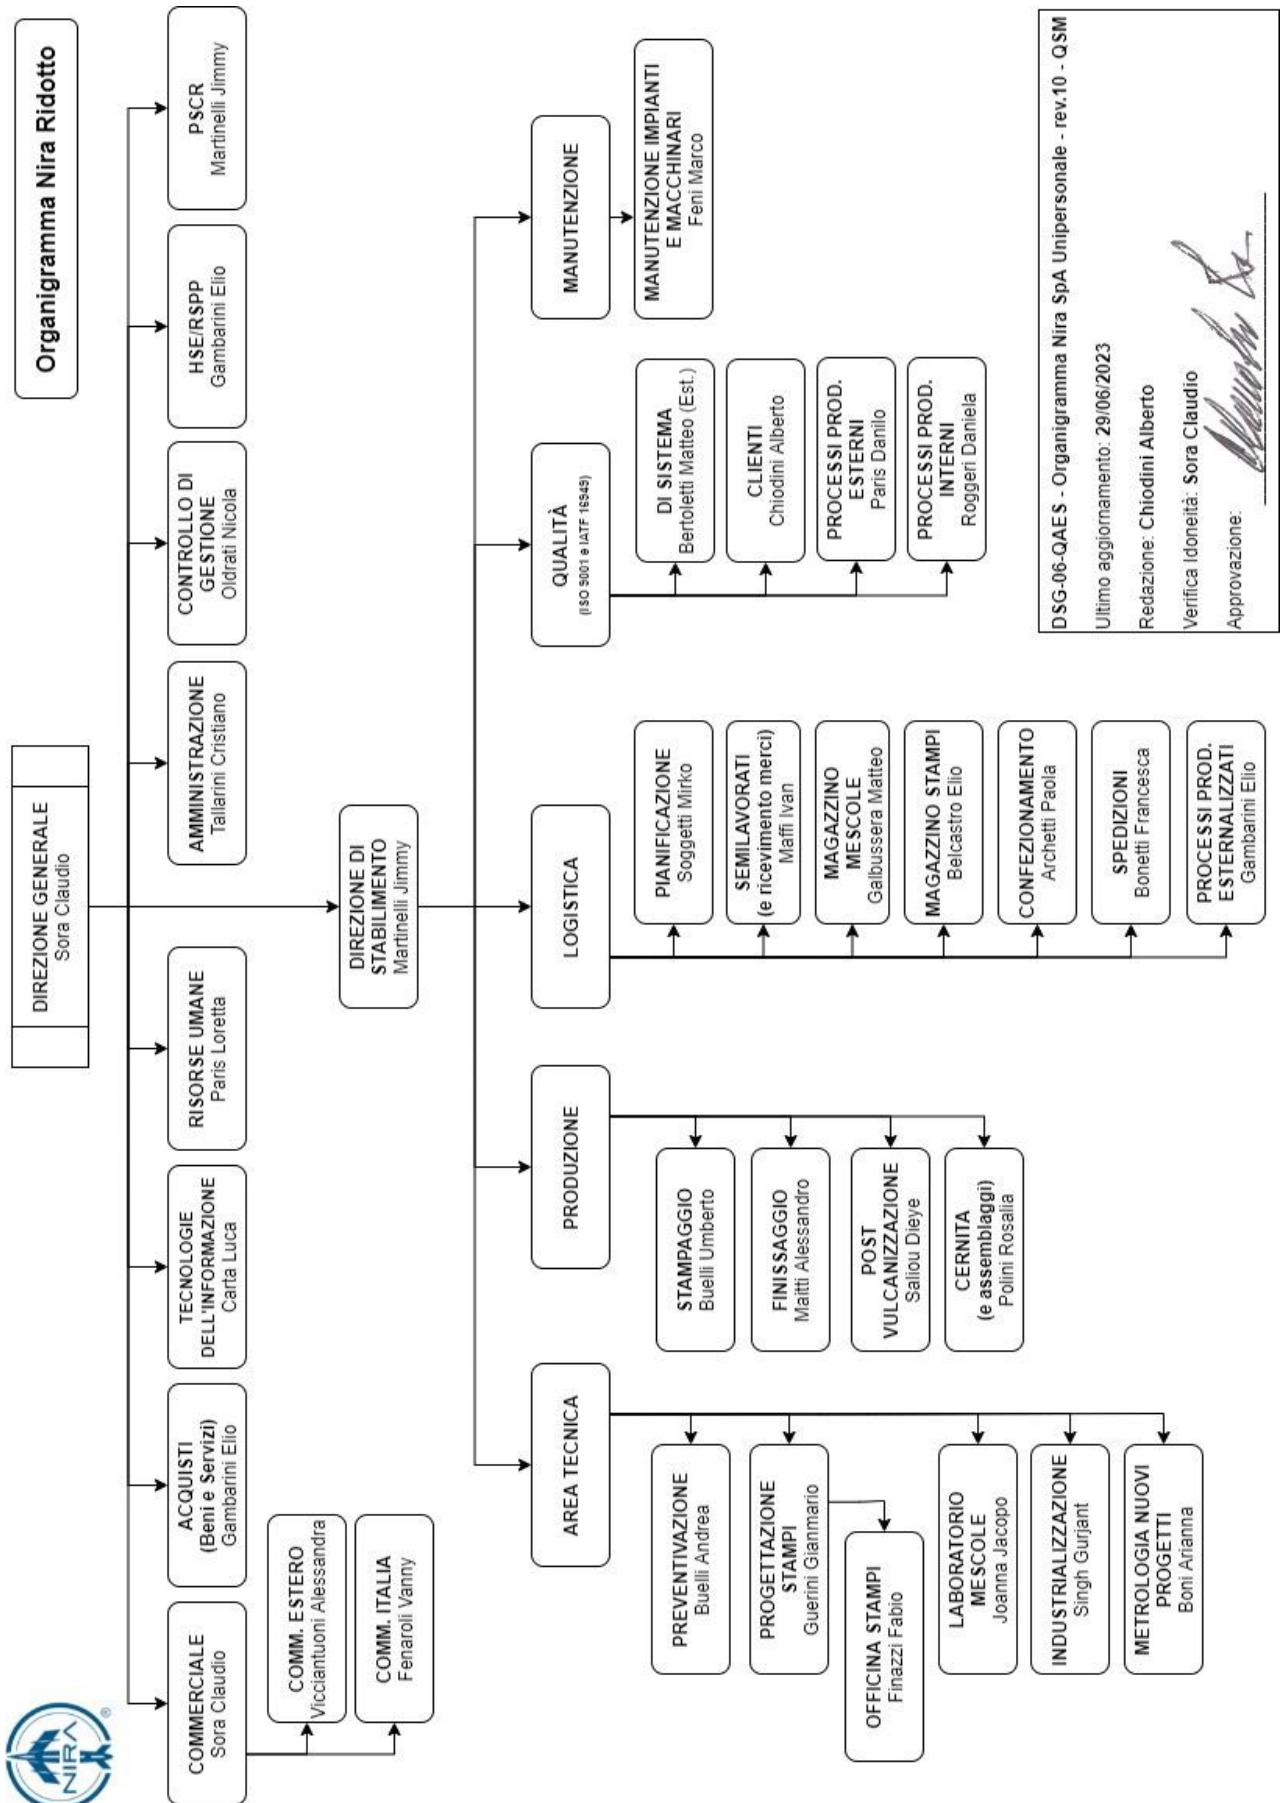 NIRA
®
Organigramma Nira Ridotto
DIREZIONE GENERALE
Sora Claudio
COMMERCIALE
Sora Claudio
COMM. ESTERO
Vicciantuoni Alessandra
COMM. ITALIA
Fenaroli Vanny
ACQUISTI
(Beni e Servizi)
Gambarini Elio
TECNOLOGIE
DELL'INFORMAZIONE
Carta Luca
RISORSE UMANE
Paris Loretta
AMMINISTRAZIONE
Tallarini Cristiano
CONTROLLO DI
GESTIONE
Oldrati Nicola
HSE/RSPP
Gambarini Elio
PSCR
Martinelli Jimmy
DIREZIONE DI
STABILIMENTO
Martinelli Jimmy
AREA TECNICA
PREVENTIVAZIONE
Buelli Andrea
PROGETTAZIONE
STAMPI
Guerini Gianmario
OFFICINA STAMPI
Finazzi Fabio
LABORATORIO
MESCOLE
Joanna Jacopo
INDUSTRIALIZZAZIONE
Singh Gurjant
METROLOGIA NUOVI
PROGETTI
Boni Arianna
PRODUZIONE
STAMPAGGIO
Buelli Umberto
FINISSAGGIO
Maitti Alessandro
POST
VULCANIZZAZIONE
Saliou Dieye
CERNITA
(e assemblaggi)
Polini Rosalia
LOGISTICA
PIANIFICAZIONE
Soggetti Mirko
SEMILAVORATI
(e ricevimento merci)
Maffi Ivan
MAGAZZINO
MESCOLE
Galbussera Matteo
MAGAZZINO STAMPI
Belcastro Elio
CONFEZIONAMENTO
Archetti Paola
SPEDIZIONI
Bonetti Francesca
PROCESSI PROD.
ESTERNALIZZATI
Gambarini Elio
QUALITÀ
(ISO 9001 e IATF 16949)
DI SISTEMA
Bertoletti Matteo (Est.)
CLIENTI
Chiodini Alberto
PROCESSI PROD.
ESTERNI
Paris Danilo
PROCESSI PROD.
INTERNI
Roggeri Daniela
MANUTENZIONE
MANUTENZIONE IMPIANTI
E MACCHINARI
Feni Marco
DSG-06-QAES - Organigramma Nira SpA Unipersonale - rev.10 - QSM
Ultimo aggiornamento: 29/06/2023
Redazione: Chiodini Alberto
Verifica Idoneità: Sora Claudio
Approvazione: